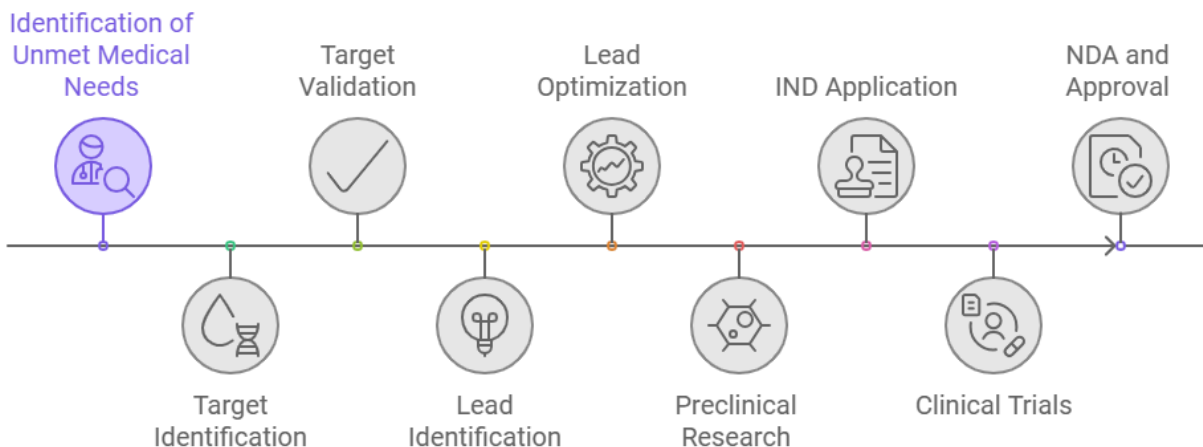 Identification of
Unmet Medical
Needs
Target
Identification
Target
Validation
Lead
Identification
Lead
Optimization
Preclinical
Research
IND Application
Clinical Trials
NDA and
Approval